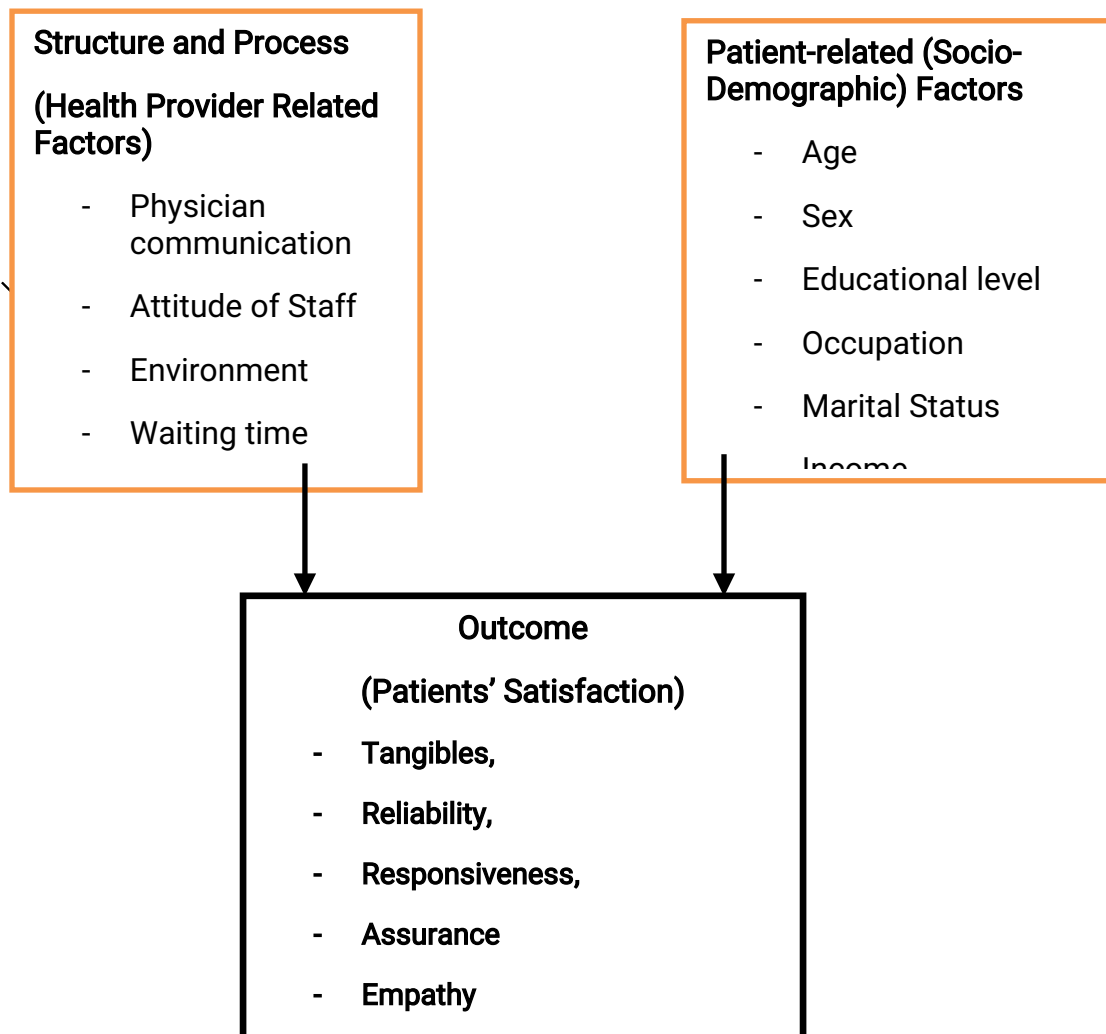 Structure and Process
(Health Provider Related
Factors)
- Physician
communication
- Attitude of Staff
- Environment
- Waiting time
Patient-related (Socio-
Demographic) Factors
- Age
- Sex
- Educational level
- Occupation
- Marital Status
Income
Outcome
(Patients’ Satisfaction)
- Tangibles,
- Reliability,
- Responsiveness,
- Assurance
- Empathy